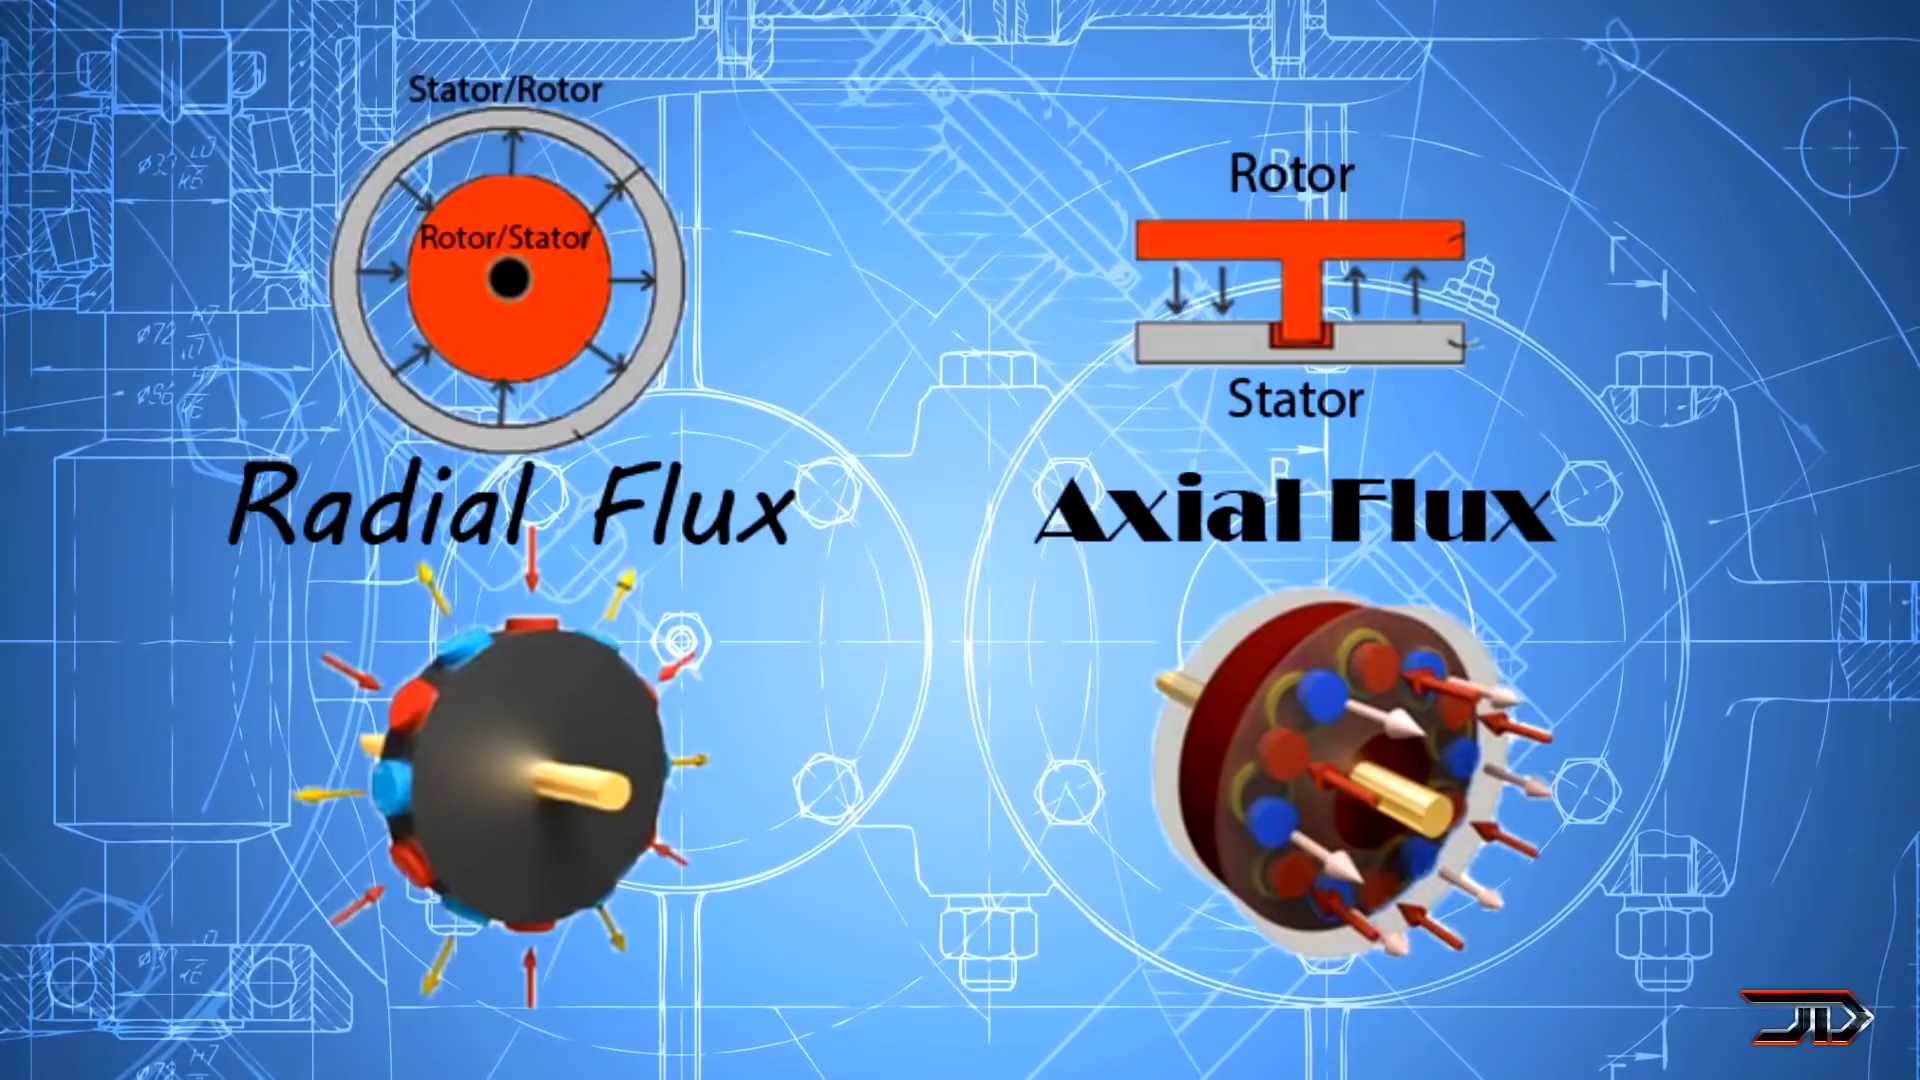 Stator/Rotor
Rotor/Stator
Radial Flux
Rotor
Stator
Axial Flux